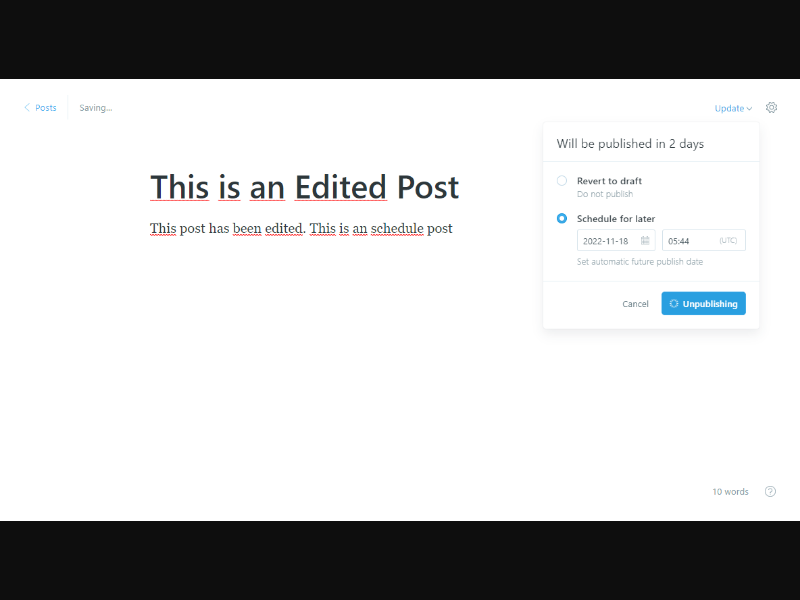 Posts
Saving...
Update
Will be published in 2 days
This is an Edited Post
Revert to draft
Do not publish
This post has been edited. This is an schedule post
Schedule for later
2022-11-18
05:44
(UTC)
Set automatic future publish date
Cancel
Unpublishing
10 words
?